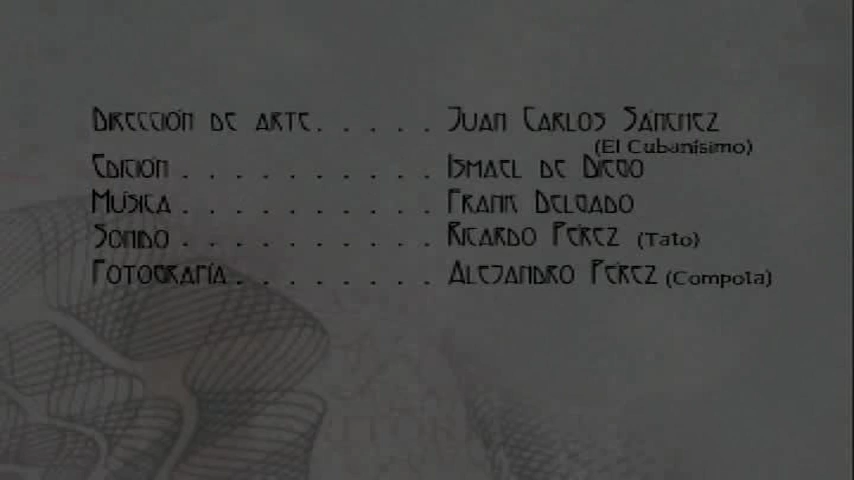 Dirección de arte. . . . . Juan Carlos Sánchez
(El Cubanísimo)
Edición . . . . . . . . . . Ismael de Diego
Música . . . . . . . . . . Frank Delgado
Sonido . . . . . . . . . . Ricardo Pérez (Tato)
Fotografía. . . . . . . . Alejandro Pérez (Compota)